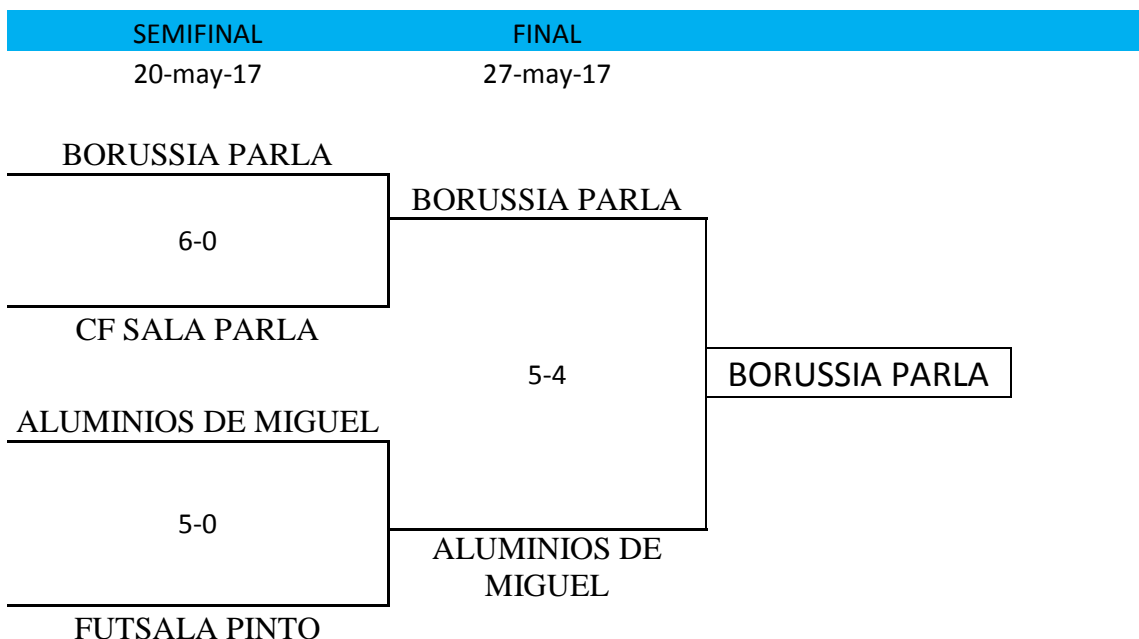 SEMIFINAL FINAL
20-may-17 27-may-17
BORUSSIA PARLA
BORUSSIA PARLA
6-0
CF SALA PARLA
5-4
BORUSSIA PARLA
ALUMINIOS DE MIGUEL
5-0
ALUMINIOS DE
MIGUEL
FUTSALA PINTO